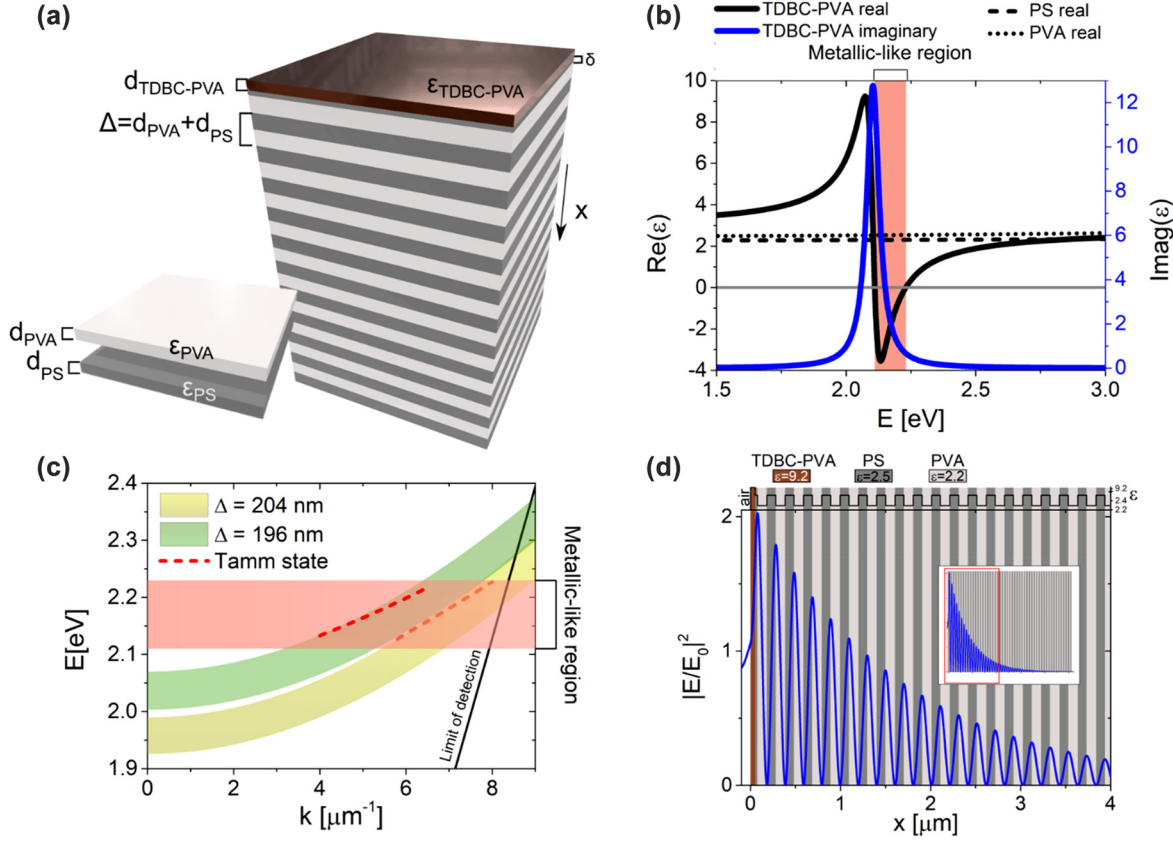 (a)
d_TDBC-PVA
ε_TDBC-PVA
δ
Δ=d_PVA+d_PS
x
d_PVA
ε_PVA
d_PS
ε_PS
(b)
TDBC-PVA real
TDBC-PVA imaginary
PS real
PVA real
Metallic-like region
10
8
6
4
2
0
-2
-4
Re(ε)
12
10
8
6
4
2
0
Imag(ε)
1.5 2.0 2.5 3.0
E [eV]
(c)
2.4
2.3
2.2
2.1
2.0
1.9
E[eV]
Δ = 204 nm
Δ = 196 nm
Tamm state
Limit of detection
Metallic-like region
0 2 4 6 8
k [μm⁻¹]
(d)
TDBC-PVA PS PVA
ε=9.2 ε=2.5 ε=2.2
air
9.2
2.4
2.2
ε
2
1
0
|E/E₀|²
0 1 2 3 4
x [μm]